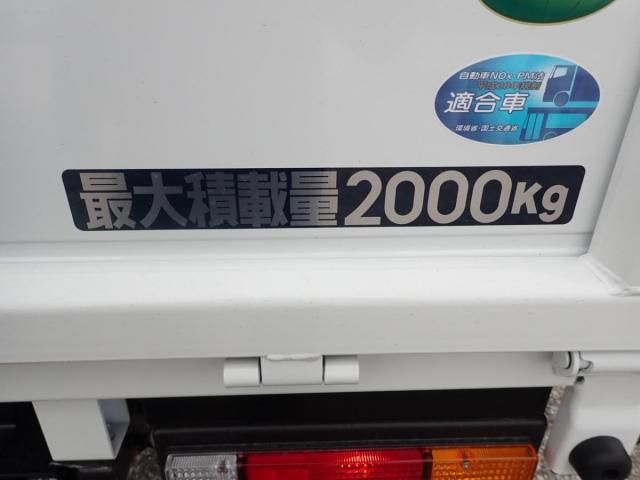 自動車NOx・PM法
適合車
環境省・国土交通省
最大積載量2000Kg